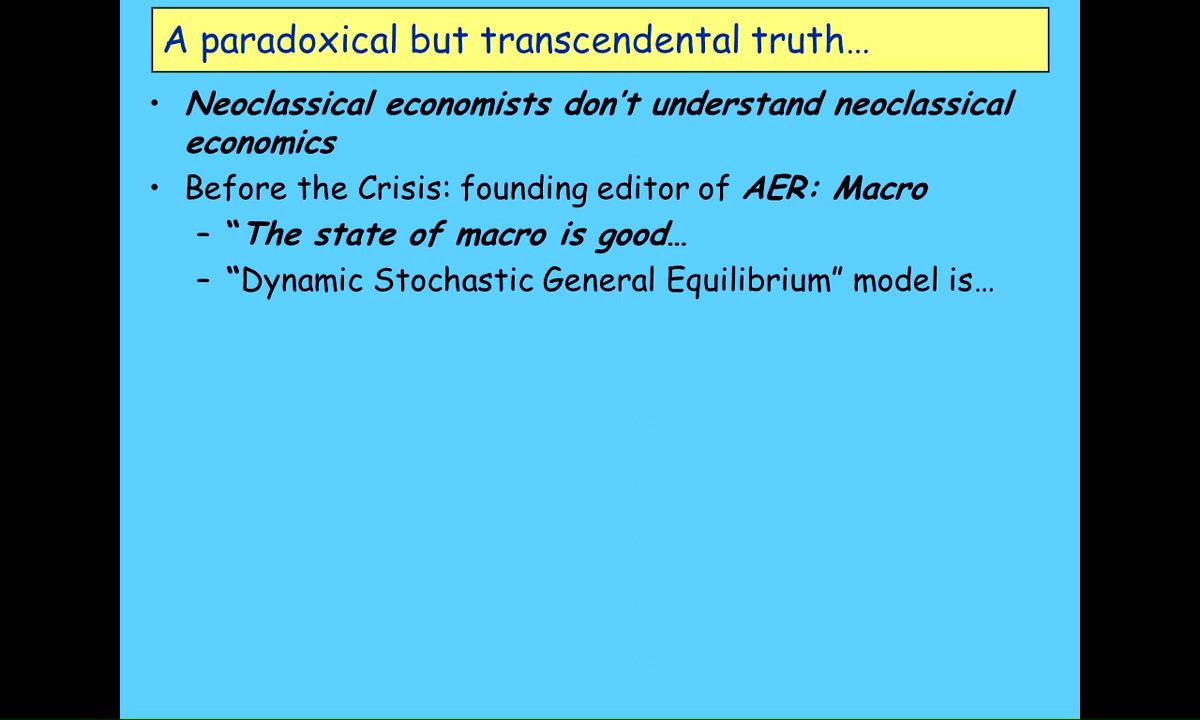 A paradoxical but transcendental truth…
• Neoclassical economists don’t understand neoclassical
economics
• Before the Crisis: founding editor of AER: Macro
– “The state of macro is good…
– “Dynamic Stochastic General Equilibrium” model is…